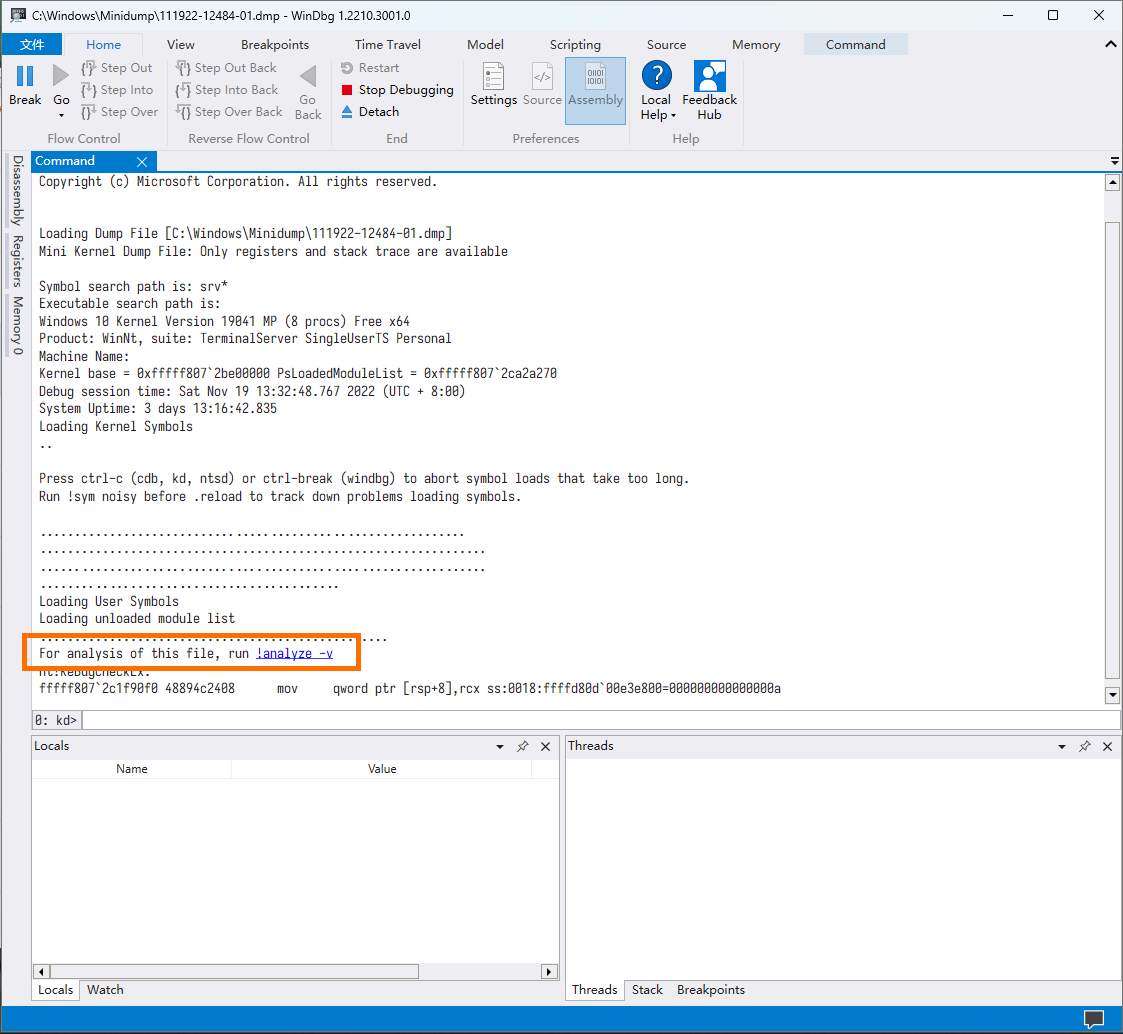 C:\Windows\Minidump\111922-12484-01.dmp - WinDbg 1.2210.3001.0
文件 Home View Breakpoints Time Travel Model Scripting Source Memory Command
Break
Go
Step Out
Step Into
Step Over
Flow Control
Step Out Back
Step Into Back
Step Over Back
Go Back
Reverse Flow Control
Restart
Stop Debugging
Detach
End
Settings Source Assembly
Preferences
Local Help
Feedback Hub
Help
Disassembly
Registers
Memory 0
Command
Copyright (c) Microsoft Corporation. All rights reserved.
Loading Dump File [C:\Windows\Minidump\111922-12484-01.dmp]
Mini Kernel Dump File: Only registers and stack trace are available
Symbol search path is: srv*
Executable search path is:
Windows 10 Kernel Version 19041 MP (8 procs) Free x64
Product: WinNt, suite: TerminalServer SingleUserTS Personal
Machine Name:
Kernel base = 0xfffff807`2be00000 PsLoadedModuleList = 0xfffff807`2ca2a270
Debug session time: Sat Nov 19 13:32:48.767 2022 (UTC + 8:00)
System Uptime: 3 days 13:16:42.835
Loading Kernel Symbols
..
Press ctrl-c (cdb, kd, ntsd) or ctrl-break (windbg) to abort symbol loads that take too long.
Run !sym noisy before .reload to track down problems loading symbols.
Loading User Symbols
Loading unloaded module list
For analysis of this file, run !analyze -v
nt!KeBugCheckEx:
fffff807`2c1f90f0 48894c2408 mov qword ptr [rsp+8],rcx ss:0018:ffffd80d`00e3e800=000000000000000a
0: kd>
Locals
Name Value
Locals Watch
Threads
Threads Stack Breakpoints